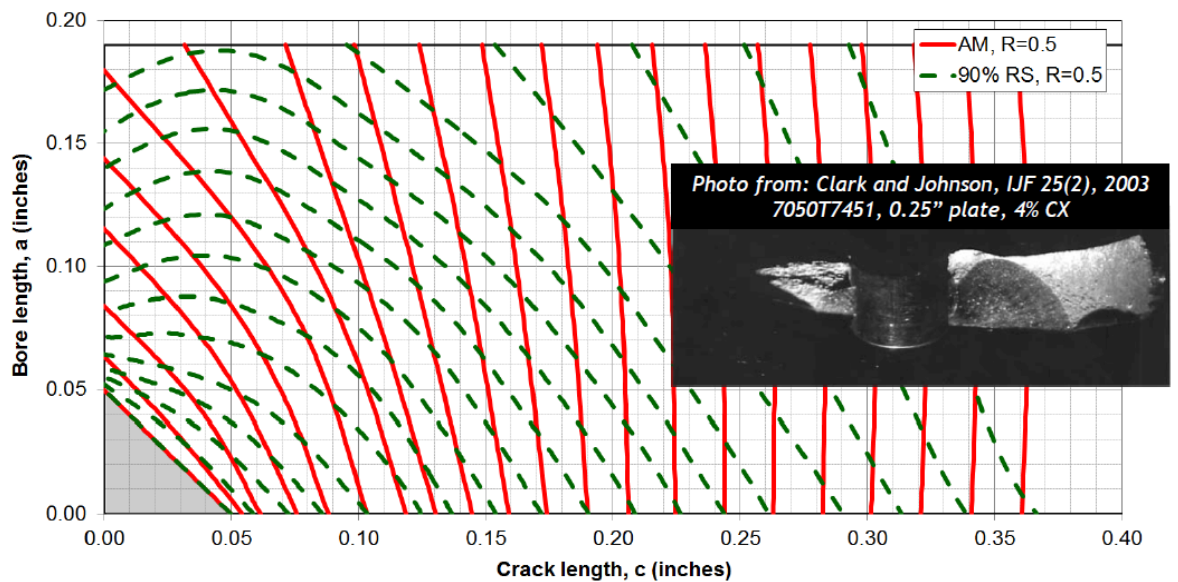 0.20
0.15
0.10
0.05
0.00
Bore length, a (inches)
AM, R=0.5
90% RS, R=0.5
Photo from: Clark and Johnson, IJF 25(2), 2003
7050T7451, 0.25” plate, 4% CX
0.00 0.05 0.10 0.15 0.20 0.25 0.30 0.35 0.40
Crack length, c (inches)